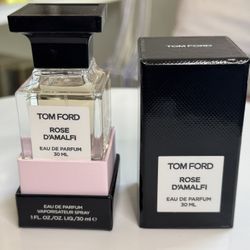 TOM FORD
ROSE
D'AMALFI
EAU DE PARFUM
30 ML
EAU DE PARFUM
VAPORISATEUR SPRAY
1 FL.OZ./OZ. LIQ/30 ml ℮
TOM FORD
ROSE
D'AMALFI
EAU DE PARFUM
30 ML